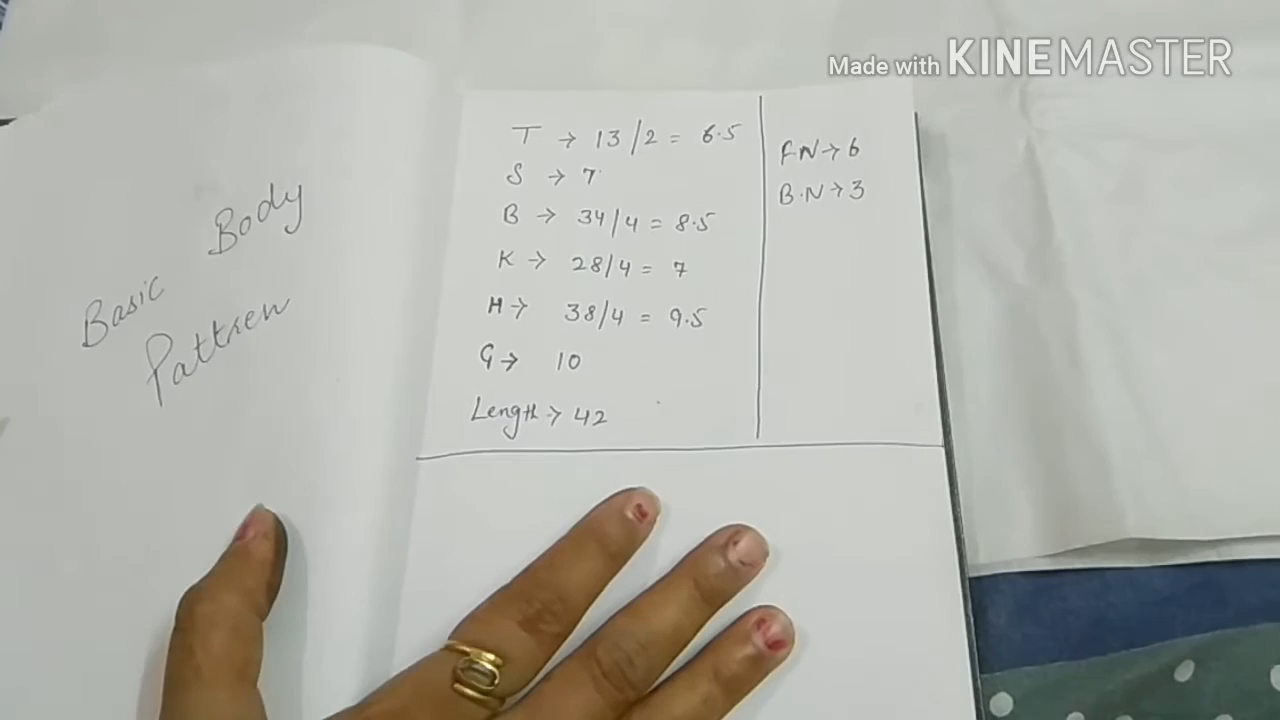 Made with KINEMASTER
Basic Body
Pattren
T → 13/2 = 6.5
S → 7
B → 34/4 = 8.5
K → 28/4 = 7
H → 38/4 = 9.5
G → 10
Length → 42
FN → 6
B.N → 3